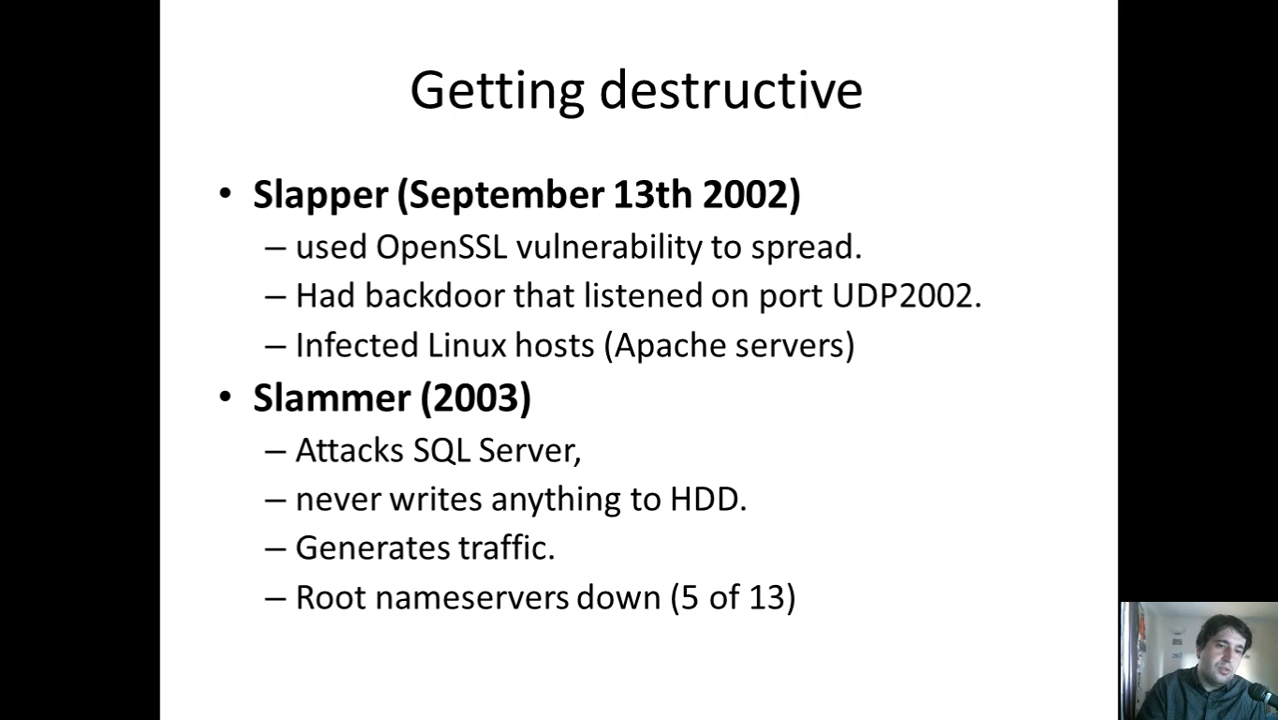 Getting destructive
• Slapper (September 13th 2002)
– used OpenSSL vulnerability to spread.
– Had backdoor that listened on port UDP2002.
– Infected Linux hosts (Apache servers)
• Slammer (2003)
– Attacks SQL Server,
– never writes anything to HDD.
– Generates traffic.
– Root nameservers down (5 of 13)